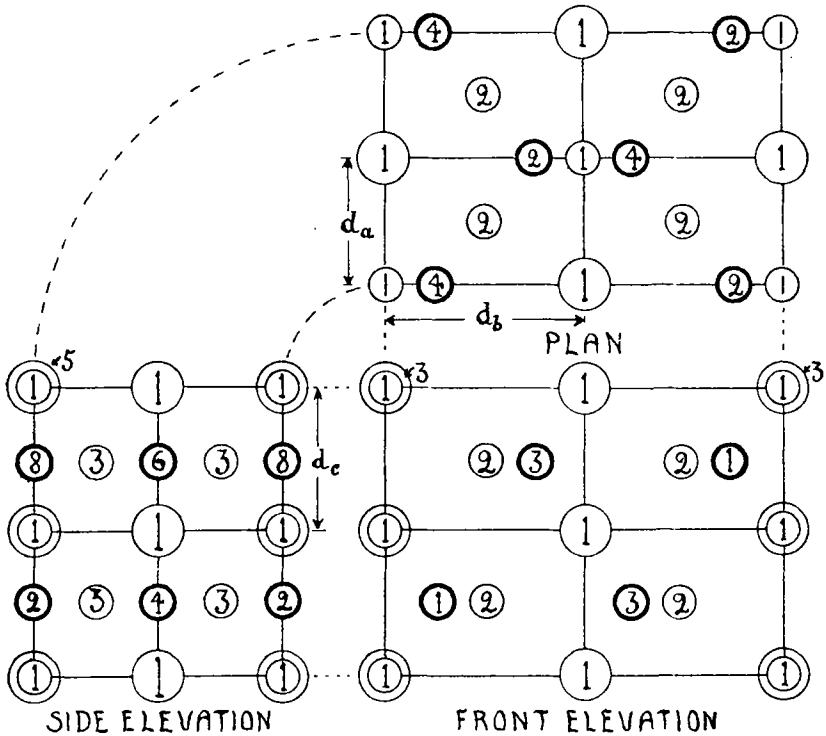 1 4 1 2 1
2 2
1 2 1 4 1
d_a
2 2
1 4 1 2 1
d_b
PLAN
5 3 3
1 1 1 1 1 1
8 3 6 3 8 d_c 2 3 2 1
1 1 1 1 1 1
2 3 4 3 2 1 2 3 2
1 1 1 1 1 1
SIDE ELEVATION FRONT ELEVATION